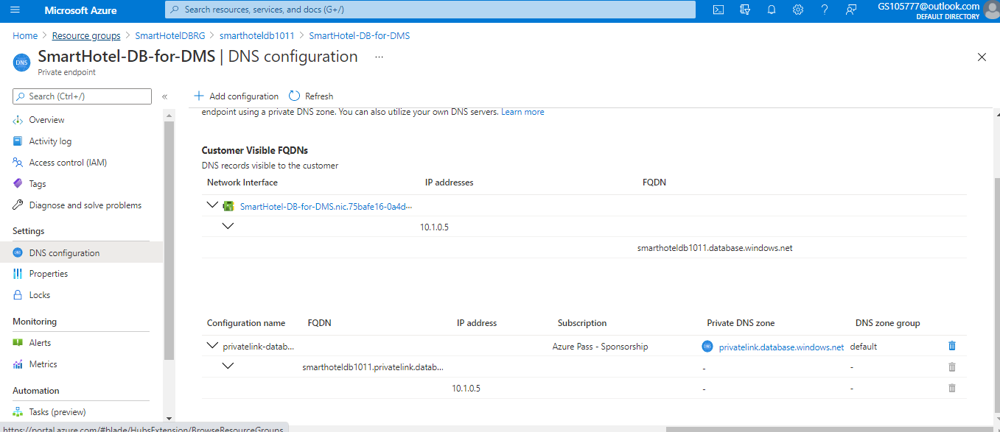 Microsoft Azure
Search resources, services, and docs (G+/)
GS105777@outlook.com
DEFAULT DIRECTORY
Home > Resource groups > SmartHotelDBRG > smarthoteldb1011 > SmartHotel-DB-for-DMS
DNS
SmartHotel-DB-for-DMS | DNS configuration ...
Private endpoint
Search (Ctrl+/)
«
Overview
Activity log
Access control (IAM)
Tags
Diagnose and solve problems
Settings
DNS configuration
Properties
Locks
Monitoring
Alerts
Metrics
Automation
Tasks (preview)
https://portal.azure.com/#blade/HubsExtension/BrowseResourceGroups
+ Add configuration Refresh
endpoint using a private DNS zone. You can also utilize your own DNS servers. Learn more
Customer Visible FQDNs
DNS records visible to the customer
Network Interface IP addresses FQDN
SmartHotel-DB-for-DMS.nic.75bafe16-0a4d...
10.1.0.5
smarthoteldb1011.database.windows.net
Configuration name FQDN IP address Subscription Private DNS zone DNS zone group
privatelink-datab... Azure Pass - Sponsorship privatelink.database.windows.net default
smarthoteldb1011.privatelink.datab... - -
10.1.0.5 - -